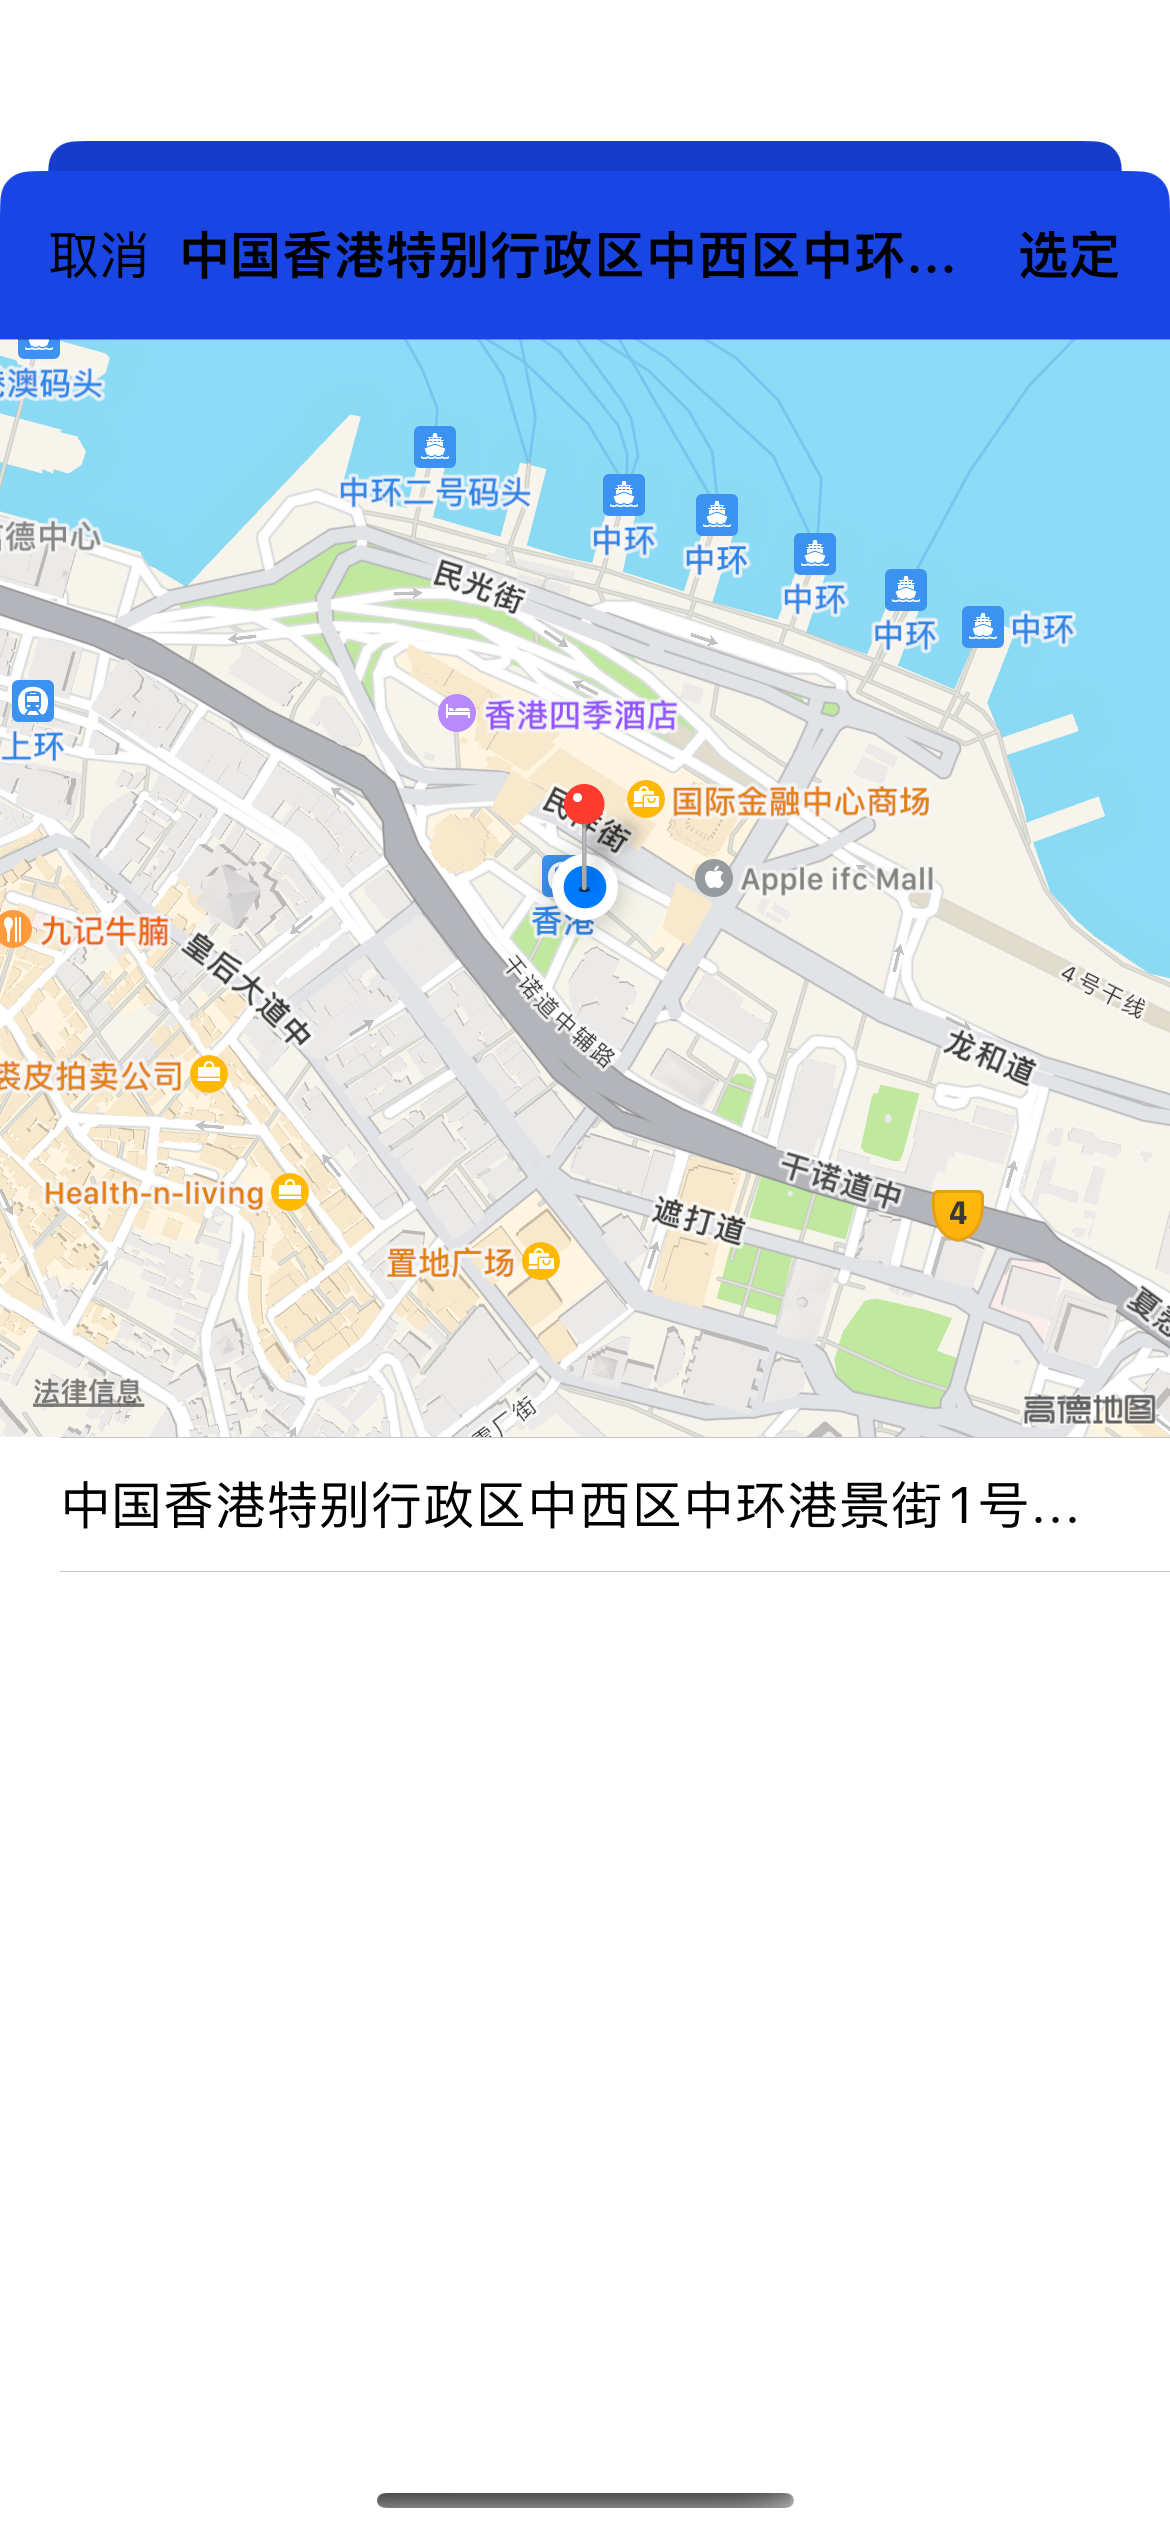 取消 中国香港特别行政区中西区中环... 选定
港澳码头
中环二号码头
中环
中环
中环
中环
中环
信德中心
民光街
上环
香港四季酒店
民祥街
国际金融中心商场
Apple ifc Mall
香港
九记牛腩
皇后大道中
干诺道中辅路
4号干线
龙和道
裘皮拍卖公司
Health-n-living
干诺道中
4
遮打道
置地广场
法律信息
高德地图
中国香港特别行政区中西区中环港景街1号...